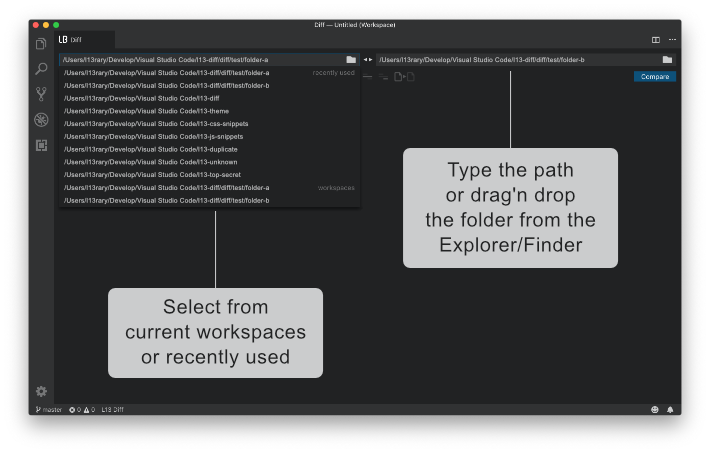 Diff — Untitled (Workspace)
Diff
/Users/l13rary/Develop/Visual Studio Code/l13-diff/diff/test/folder-a
/Users/l13rary/Develop/Visual Studio Code/l13-diff/diff/test/folder-b
/Users/l13rary/Develop/Visual Studio Code/l13-diff/diff/test/folder-a recently used
/Users/l13rary/Develop/Visual Studio Code/l13-diff/diff/test/folder-b
/Users/l13rary/Develop/Visual Studio Code/l13-diff
/Users/l13rary/Develop/Visual Studio Code/l13-theme
/Users/l13rary/Develop/Visual Studio Code/l13-css-snippets
/Users/l13rary/Develop/Visual Studio Code/l13-js-snippets
/Users/l13rary/Develop/Visual Studio Code/l13-duplicate
/Users/l13rary/Develop/Visual Studio Code/l13-unknown
/Users/l13rary/Develop/Visual Studio Code/l13-top-secret
/Users/l13rary/Develop/Visual Studio Code/l13-diff/diff/test/folder-a workspaces
/Users/l13rary/Develop/Visual Studio Code/l13-diff/diff/test/folder-b
Compare
Type the path
or drag'n drop
the folder from the
Explorer/Finder
Select from
current workspaces
or recently used
master 0 0 L13 Diff